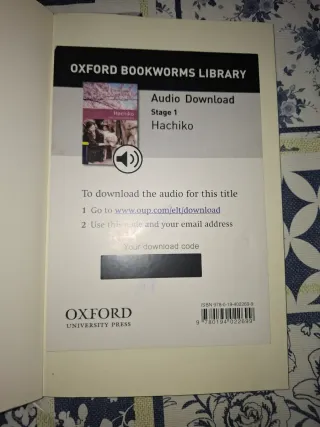 OXFORD BOOKWORMS LIBRARY
Audio Download
Stage 1
Hachiko
Hachiko
To download the audio for this title
1 Go to www.oup.com/elt/download
2 Use this code and your email address
Your download code
OXFORD
UNIVERSITY PRESS